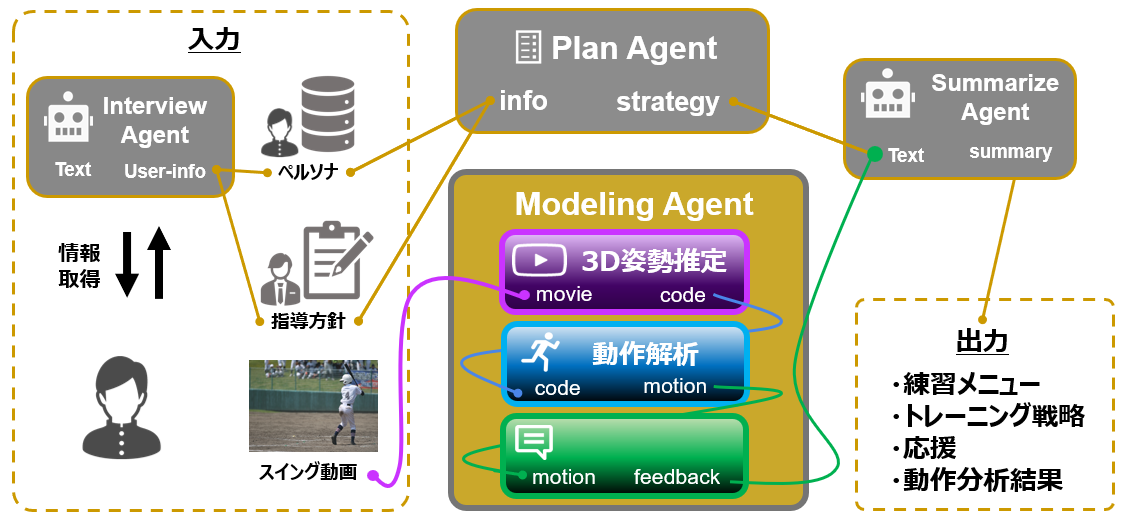 入力
Interview
Agent
Text
User-info
ペルソナ
情報
取得
指導方針
スイング動画
Plan Agent
info
strategy
Modeling Agent
3D姿勢推定
movie
code
動作解析
code
motion
motion
feedback
Summarize
Agent
Text
summary
出力
・練習メニュー
・トレーニング戦略
・応援
・動作分析結果